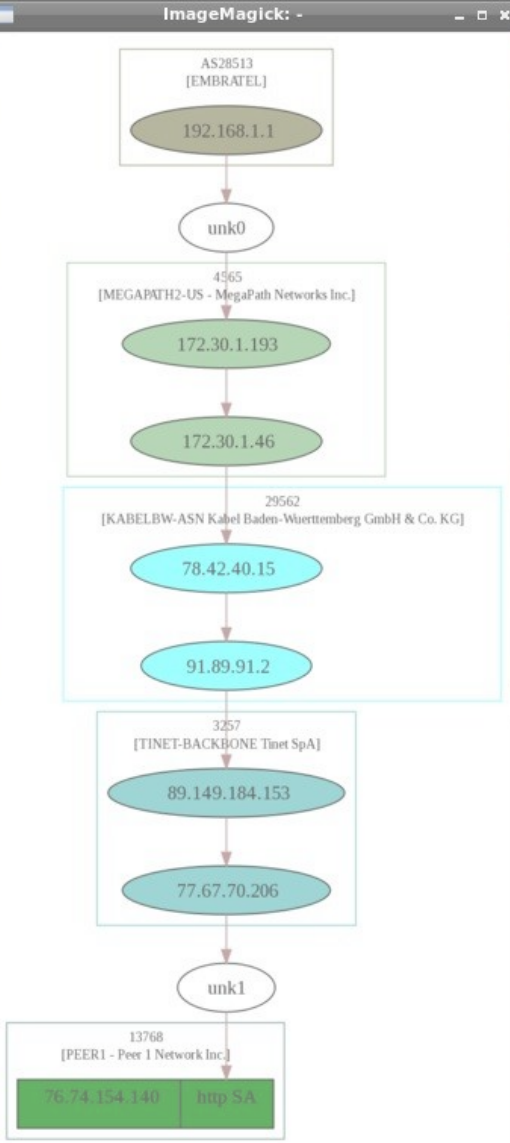 ImageMagick: -
AS28513
[EMBRATEL]
192.168.1.1
unk0
4565
[MEGAPATH2-US - MegaPath Networks Inc.]
172.30.1.193
172.30.1.46
29562
[KABELBW-ASN Kabel Baden-Wuerttemberg GmbH & Co. KG]
78.42.40.15
91.89.91.2
3257
[TINET-BACKBONE Tinet SpA]
89.149.184.153
77.67.70.206
unk1
13768
[PEER1 - Peer 1 Network Inc.]
76.74.154.140 http SA